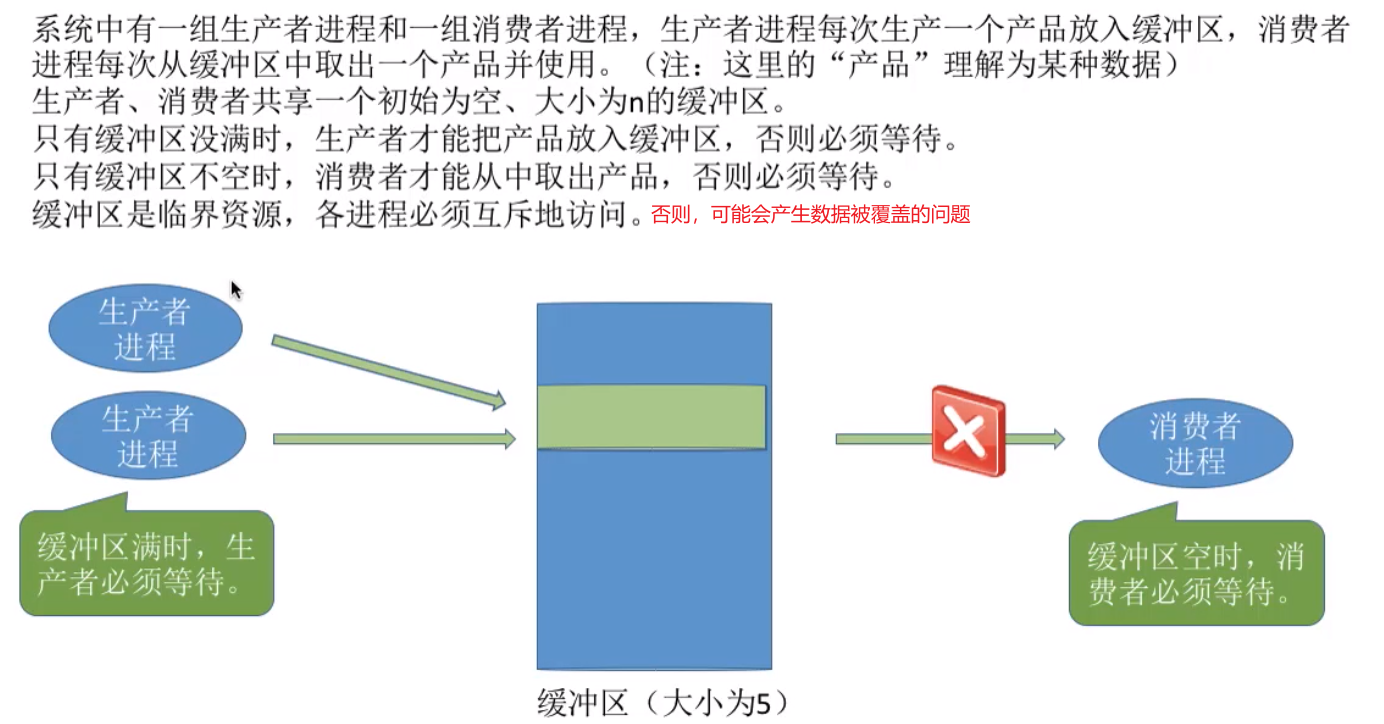 系统中有一组生产者进程和一组消费者进程，生产者进程每次生产一个产品放入缓冲区，消费者
进程每次从缓冲区中取出一个产品并使用。（注：这里的“产品”理解为某种数据）
生产者、消费者共享一个初始为空、大小为n的缓冲区。
只有缓冲区没满时，生产者才能把产品放入缓冲区，否则必须等待。
只有缓冲区不空时，消费者才能从中取出产品，否则必须等待。
缓冲区是临界资源，各进程必须互斥地访问。否则，可能会产生数据被覆盖的问题
生产者
进程
生产者
进程
缓冲区满时，生
产者必须等待。
消费者
进程
缓冲区空时，消
费者必须等待。
缓冲区（大小为5）